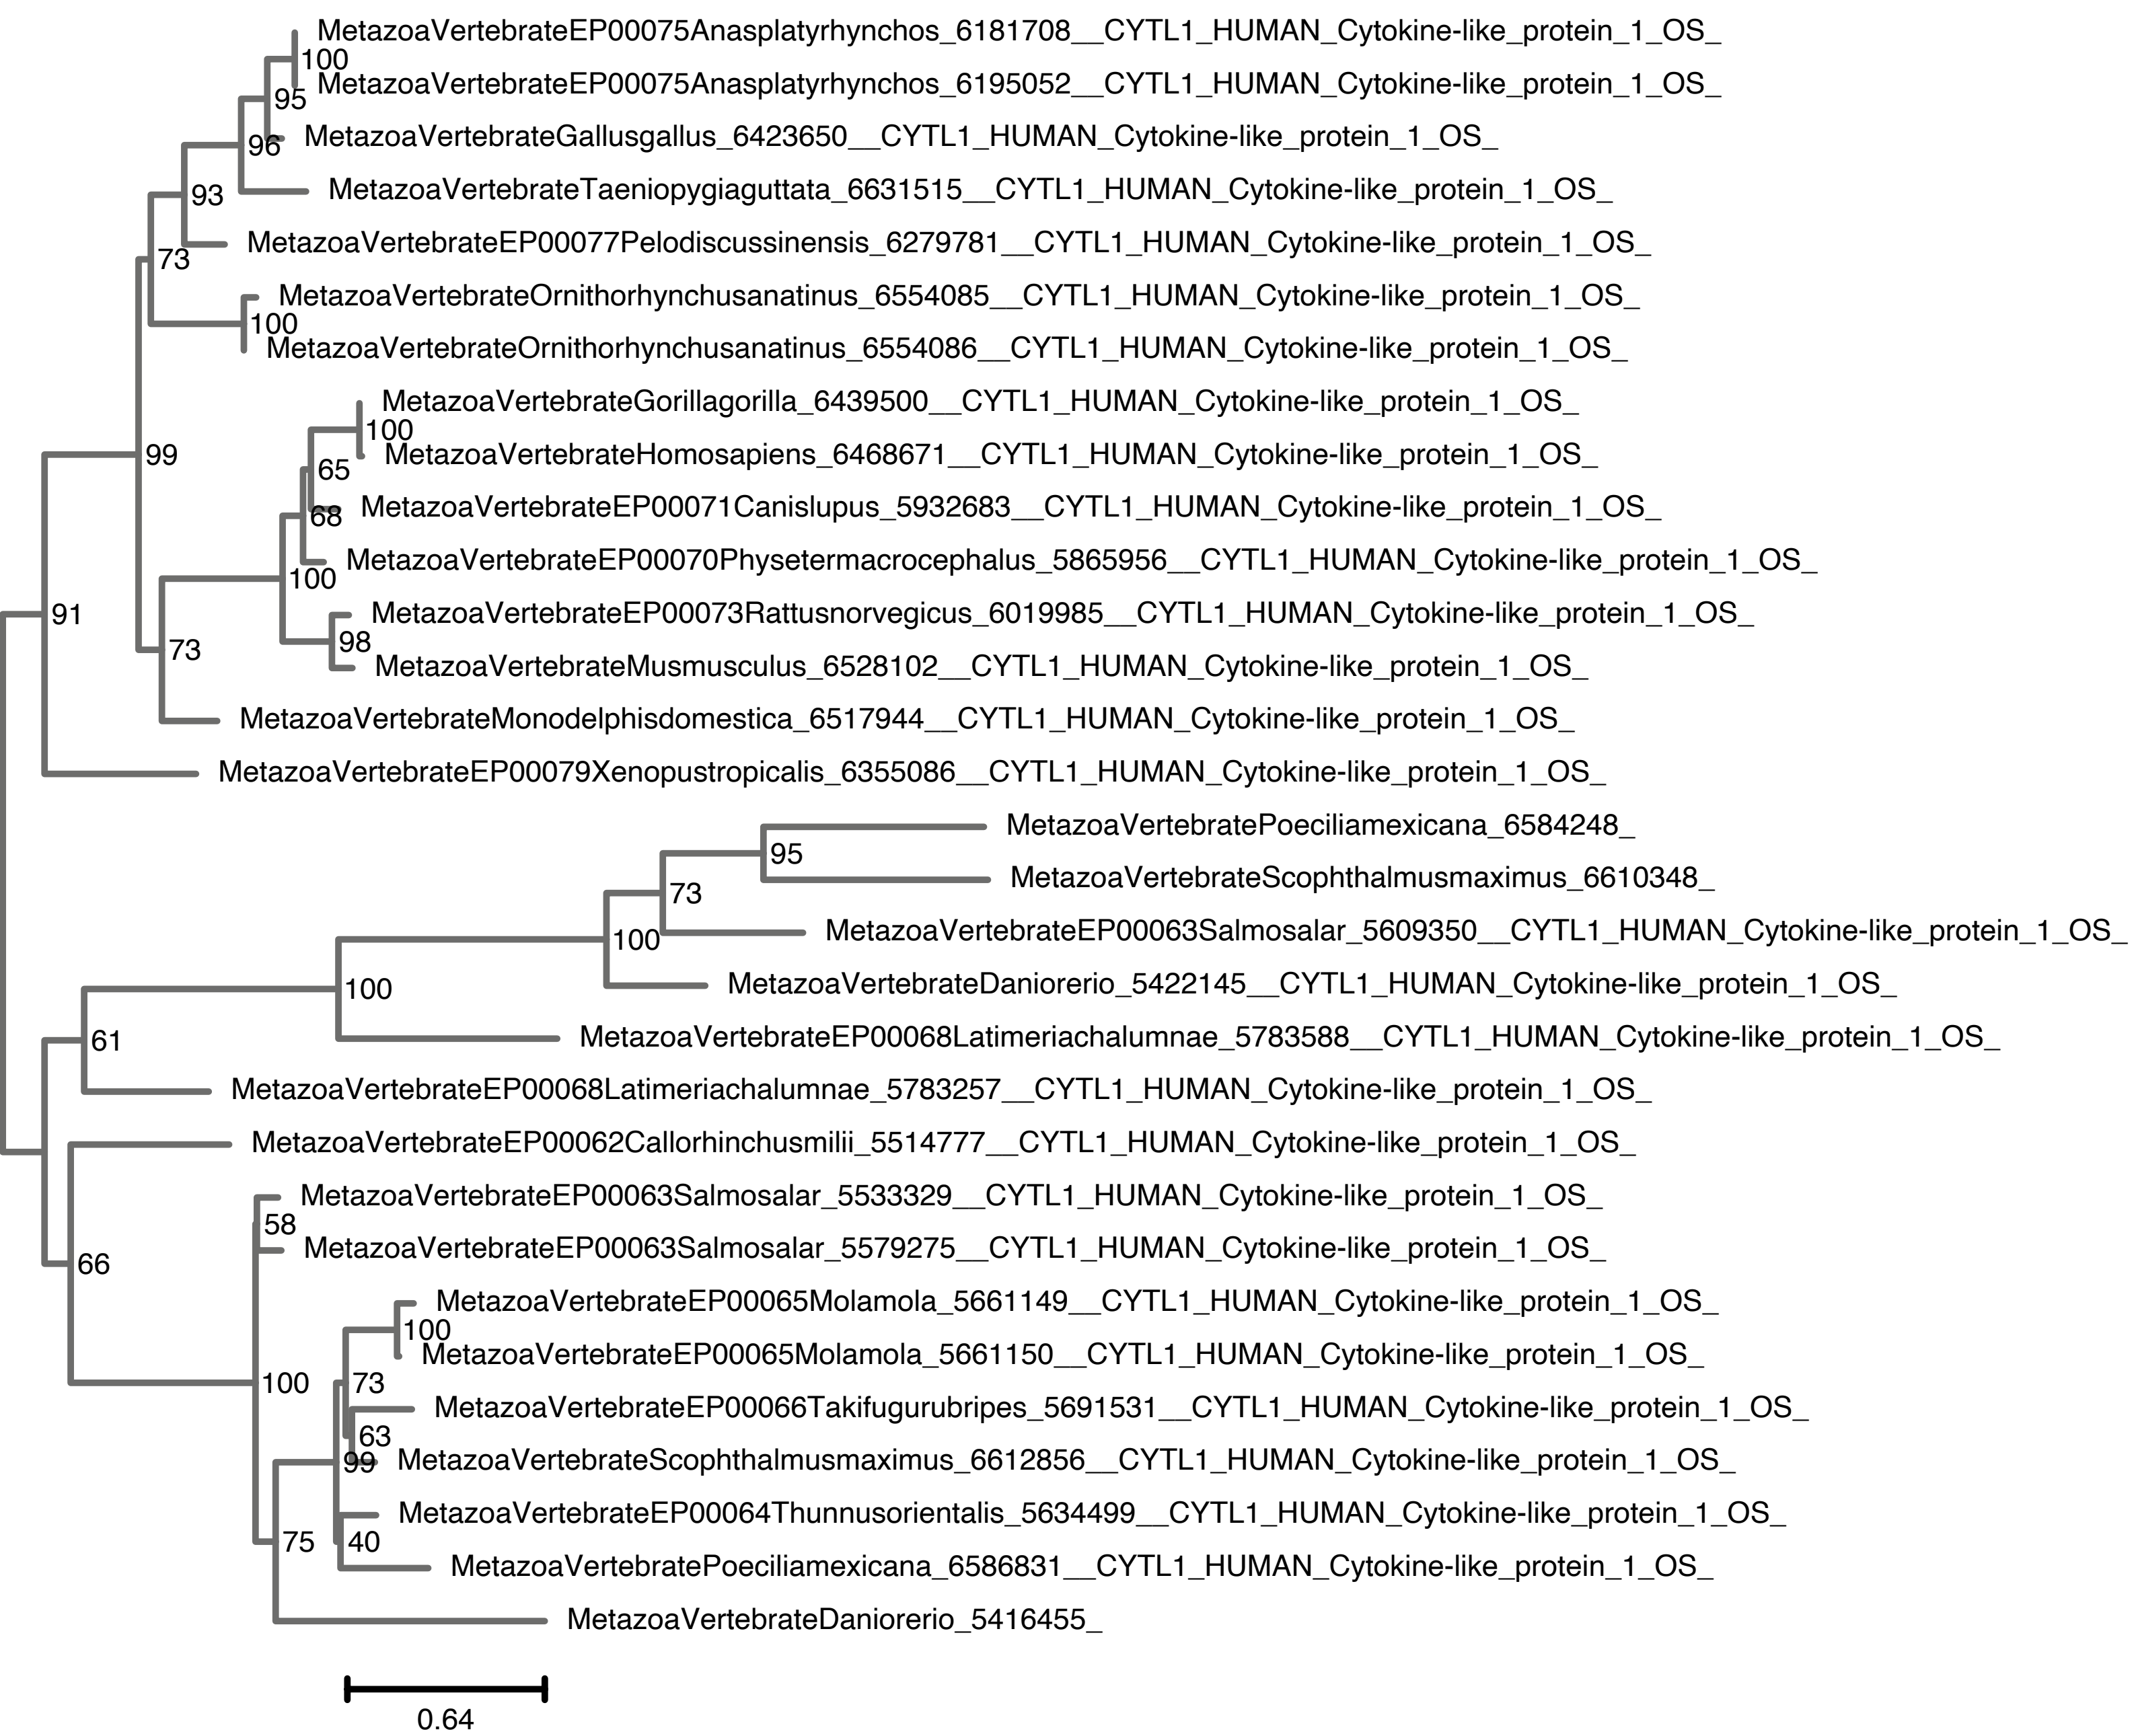 MetazoaVertebrateEP00075Anasplatyrhynchos_6181708__CYTL1_HUMAN_Cytokine-like_protein_1_OS_
100
MetazoaVertebrateEP00075Anasplatyrhynchos_6195052__CYTL1_HUMAN_Cytokine-like_protein_1_OS_
95
MetazoaVertebrateGallusgallus_6423650__CYTL1_HUMAN_Cytokine-like_protein_1_OS_
96
MetazoaVertebrateTaeniopygiaguttata_6631515__CYTL1_HUMAN_Cytokine-like_protein_1_OS_
93
MetazoaVertebrateEP00077Pelodiscussinensis_6279781__CYTL1_HUMAN_Cytokine-like_protein_1_OS_
73
MetazoaVertebrateOrnithorhynchusanatinus_6554085__CYTL1_HUMAN_Cytokine-like_protein_1_OS_
100
MetazoaVertebrateOrnithorhynchusanatinus_6554086__CYTL1_HUMAN_Cytokine-like_protein_1_OS_
MetazoaVertebrateGorillagorilla_6439500__CYTL1_HUMAN_Cytokine-like_protein_1_OS_
100
99
MetazoaVertebrateHomosapiens_6468671__CYTL1_HUMAN_Cytokine-like_protein_1_OS_
65
MetazoaVertebrateEP00071Canislupus_5932683__CYTL1_HUMAN_Cytokine-like_protein_1_OS_
68
MetazoaVertebrateEP00070Physetermacrocephalus_5865956__CYTL1_HUMAN_Cytokine-like_protein_1_OS_
100
91
MetazoaVertebrateEP00073Rattusnorvegicus_6019985__CYTL1_HUMAN_Cytokine-like_protein_1_OS_
98
73
MetazoaVertebrateMusmusculus_6528102__CYTL1_HUMAN_Cytokine-like_protein_1_OS_
MetazoaVertebrateMonodelphisdomestica_6517944__CYTL1_HUMAN_Cytokine-like_protein_1_OS_
MetazoaVertebrateEP00079Xenopustropicalis_6355086__CYTL1_HUMAN_Cytokine-like_protein_1_OS_
MetazoaVertebratePoeciliamexicana_6584248_
95
MetazoaVertebrateScophthalmusmaximus_6610348_
73
MetazoaVertebrateEP00063Salmosalar_5609350__CYTL1_HUMAN_Cytokine-like_protein_1_OS_
100
MetazoaVertebrateDaniorerio_5422145__CYTL1_HUMAN_Cytokine-like_protein_1_OS_
100
MetazoaVertebrateEP00068Latimeriachalumnae_5783588__CYTL1_HUMAN_Cytokine-like_protein_1_OS_
61
MetazoaVertebrateEP00068Latimeriachalumnae_5783257__CYTL1_HUMAN_Cytokine-like_protein_1_OS_
MetazoaVertebrateEP00062Callorhinchusmilii_5514777__CYTL1_HUMAN_Cytokine-like_protein_1_OS_
MetazoaVertebrateEP00063Salmosalar_5533329__CYTL1_HUMAN_Cytokine-like_protein_1_OS_
58
MetazoaVertebrateEP00063Salmosalar_5579275__CYTL1_HUMAN_Cytokine-like_protein_1_OS_
66
MetazoaVertebrateEP00065Molamola_5661149__CYTL1_HUMAN_Cytokine-like_protein_1_OS_
100
MetazoaVertebrateEP00065Molamola_5661150__CYTL1_HUMAN_Cytokine-like_protein_1_OS_
100
73
MetazoaVertebrateEP00066Takifugurubripes_5691531__CYTL1_HUMAN_Cytokine-like_protein_1_OS_
63
99
MetazoaVertebrateScophthalmusmaximus_6612856__CYTL1_HUMAN_Cytokine-like_protein_1_OS_
MetazoaVertebrateEP00064Thunnusorientalis_5634499__CYTL1_HUMAN_Cytokine-like_protein_1_OS_
75
40
MetazoaVertebratePoeciliamexicana_6586831__CYTL1_HUMAN_Cytokine-like_protein_1_OS_
MetazoaVertebrateDaniorerio_5416455_
0.64